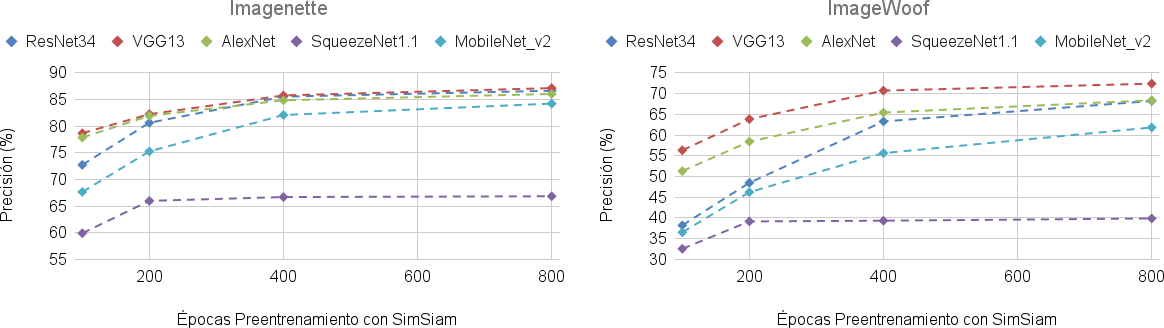 Imagenette
ResNet34 VGG13 AlexNet SqueezeNet1.1 MobileNet_v2
Precisión (%)
90
85
80
75
70
65
60
55
200 400 600 800
Épocas Preentrenamiento con SimSiam
ImageWoof
ResNet34 VGG13 AlexNet SqueezeNet1.1 MobileNet_v2
Precisión (%)
75
70
65
60
55
50
45
40
35
30
200 400 600 800
Épocas Preentrenamiento con SimSiam